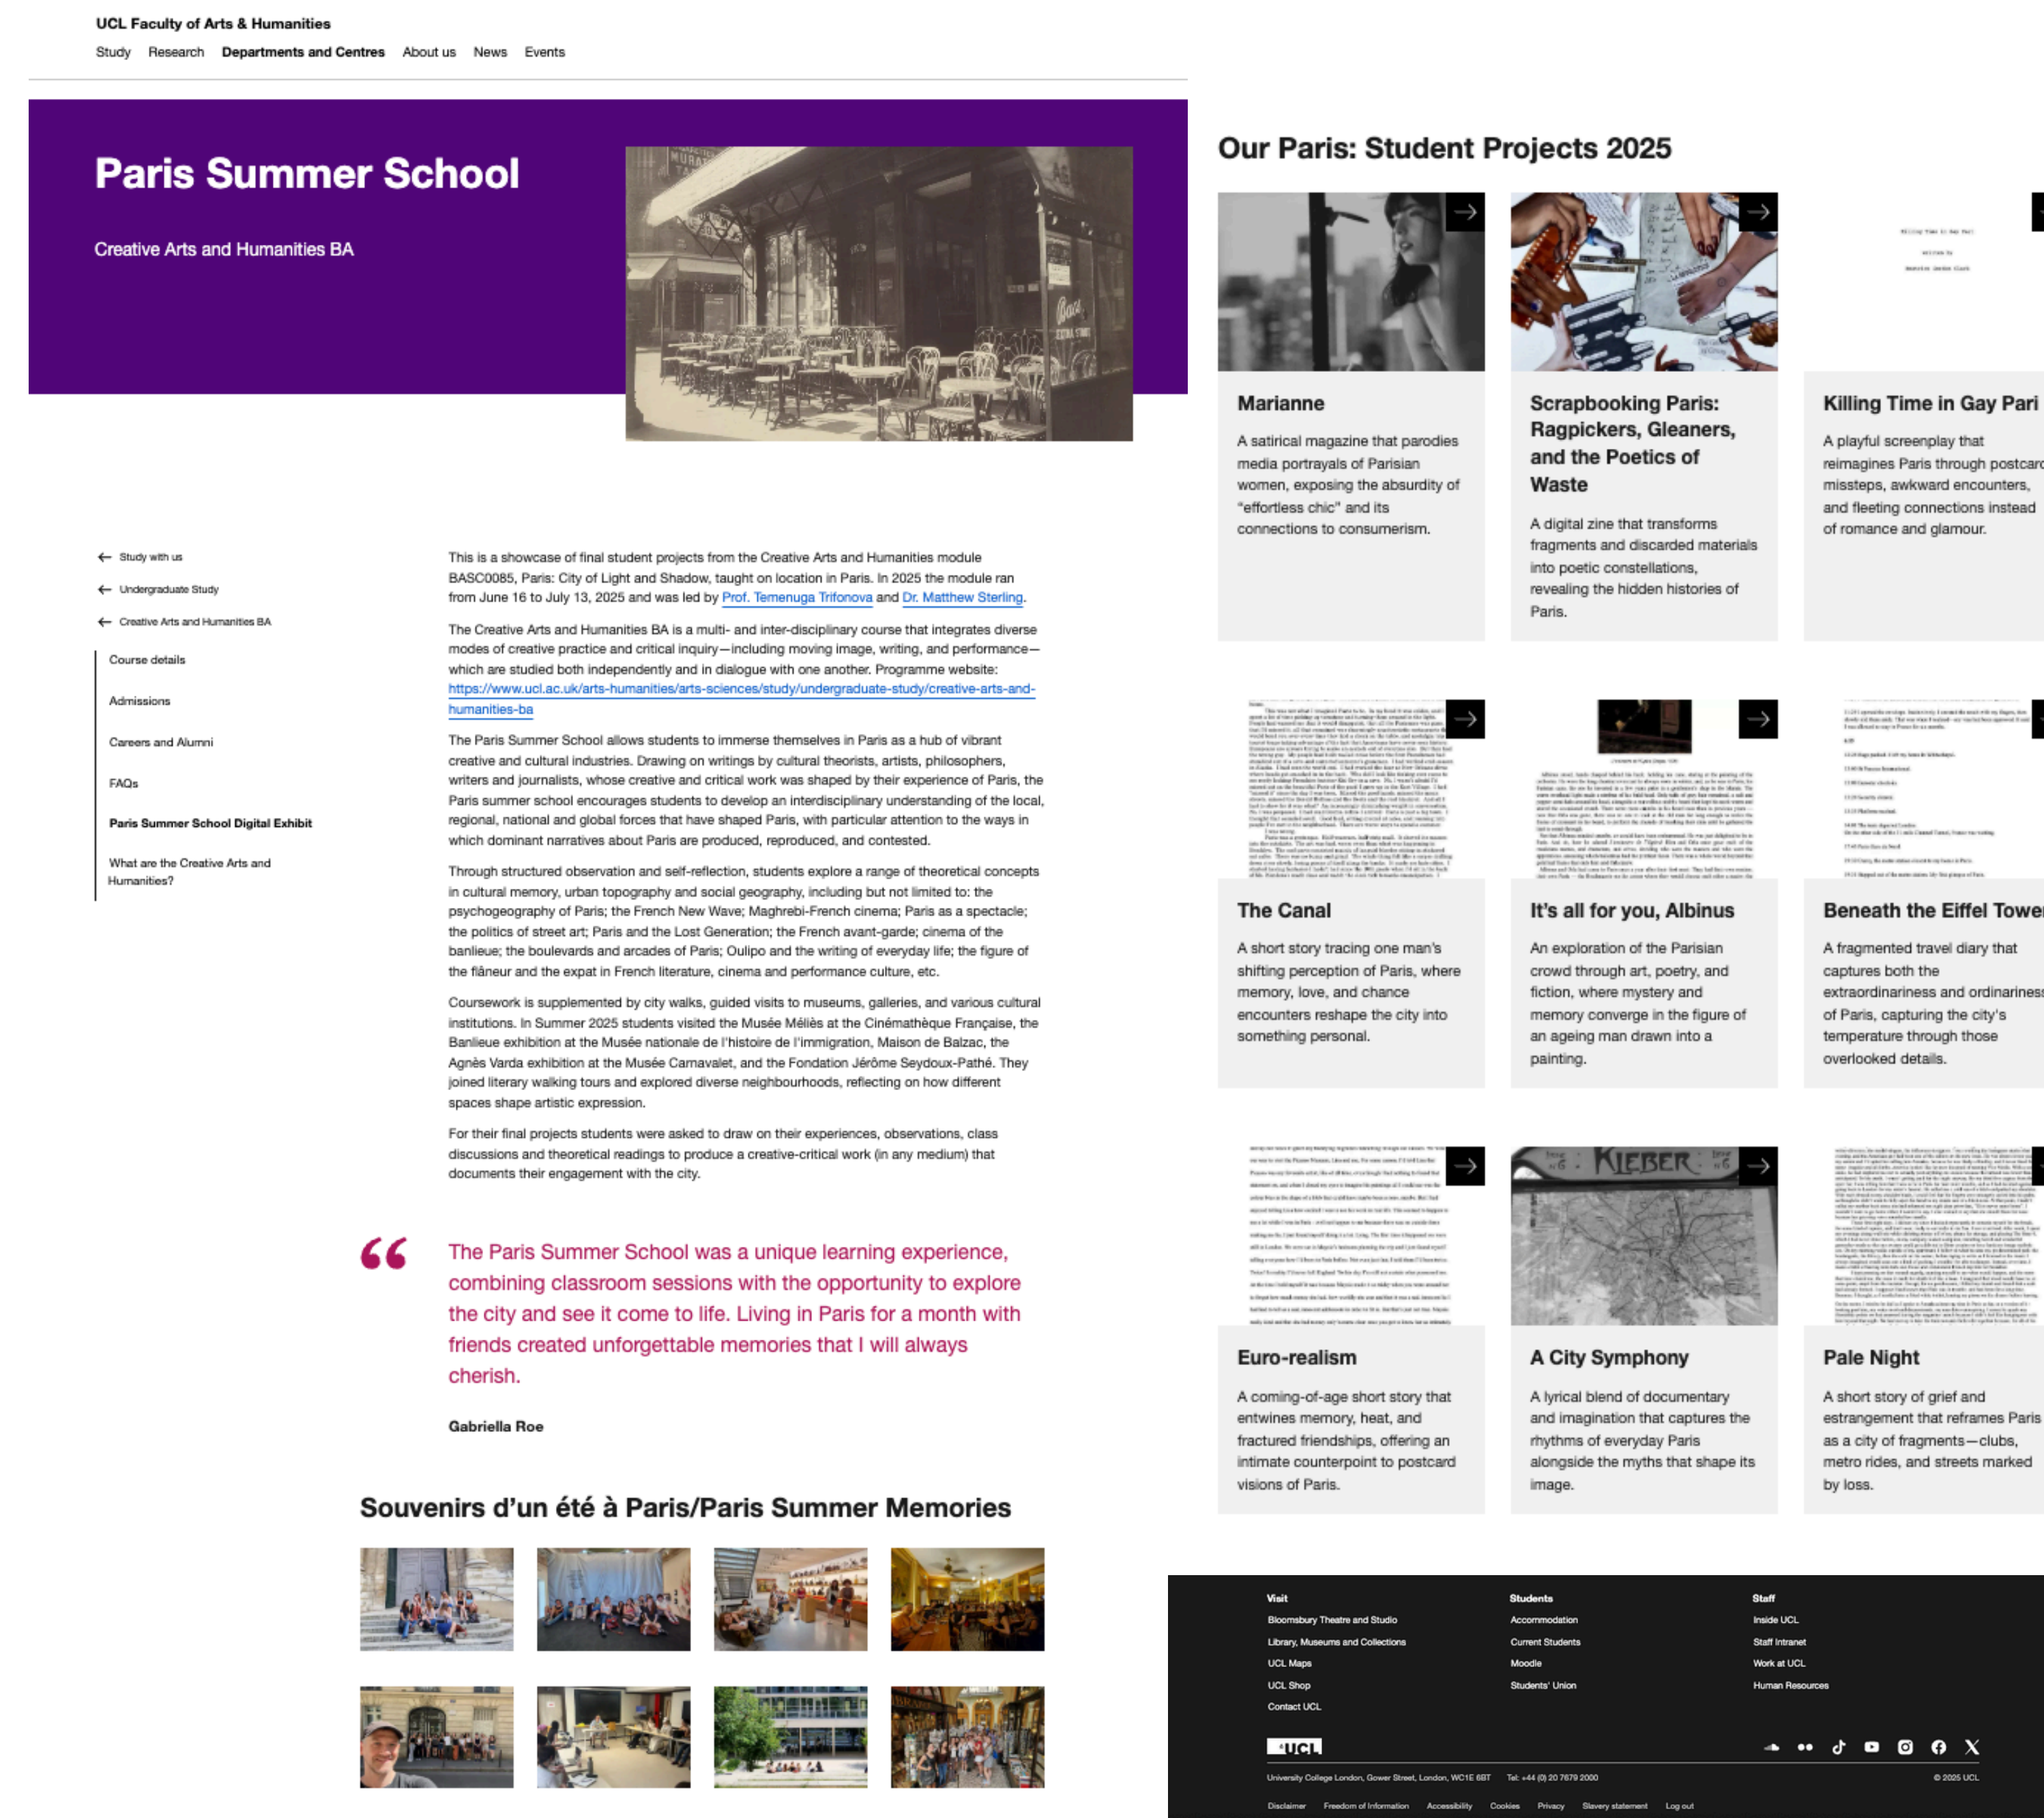 UCL Faculty of Arts & Humanities
Study Research Departments and Centres About us News Events
Paris Summer School
Creative Arts and Humanities BA
Study with us
Undergraduate Study
Creative Arts and Humanities BA
Course details
Admissions
Careers and Alumni
FAQs
Paris Summer School Digital Exhibit
What are the Creative Arts and
Humanities?
This is a showcase of final student projects from the Creative Arts and Humanities module
BASC0085, Paris: City of Light and Shadow, taught on location in Paris. In 2025 the module ran
from June 16 to July 13, 2025 and was led by Prof. Temenuga Trifonova and Dr. Matthew Sterling.
The Creative Arts and Humanities BA is a multi- and inter-disciplinary course that integrates diverse
modes of creative practice and critical inquiry—including moving image, writing, and performance—
which are studied both independently and in dialogue with one another. Programme website:
https://www.ucl.ac.uk/arts-humanities/arts-sciences/study/undergraduate-study/creative-arts-and-
humanities-ba
The Paris Summer School allows students to immerse themselves in Paris as a hub of vibrant
creative and cultural industries. Drawing on writings by cultural theorists, artists, philosophers,
writers and journalists, whose creative and critical work was shaped by their experience of Paris, the
Paris summer school encourages students to develop an interdisciplinary understanding of the local,
regional, national and global forces that have shaped Paris, with particular attention to the ways in
which dominant narratives about Paris are produced, reproduced, and contested.
Through structured observation and self-reflection, students explore a range of theoretical concepts
in cultural memory, urban topography and social geography, including but not limited to: the
psychogeography of Paris; the French New Wave; Maghrebi-French cinema; Paris as a spectacle;
the politics of street art; Paris and the Lost Generation; the French avant-garde; cinema of the
banlieue; the boulevards and arcades of Paris; Oulipo and the writing of everyday life; the figure of
the flâneur and the expat in French literature, cinema and performance culture, etc.
Coursework is supplemented by city walks, guided visits to museums, galleries, and various cultural
institutions. In Summer 2025 students visited the Musée Méliès at the Cinémathèque Française, the
Banlieue exhibition at the Musée nationale de l'histoire de l'immigration, Maison de Balzac, the
Agnès Varda exhibition at the Musée Carnavalet, and the Fondation Jérôme Seydoux-Pathé. They
joined literary walking tours and explored diverse neighbourhoods, reflecting on how different
spaces shape artistic expression.
For their final projects students were asked to draw on their experiences, observations, class
discussions and theoretical readings to produce a creative-critical work (in any medium) that
documents their engagement with the city.
“
The Paris Summer School was a unique learning experience,
combining classroom sessions with the opportunity to explore
the city and see it come to life. Living in Paris for a month with
friends created unforgettable memories that I will always
cherish.
Gabriella Roe
Souvenirs d'un été à Paris/Paris Summer Memories
Our Paris: Student Projects 2025
Marianne
A satirical magazine that parodies
media portrayals of Parisian
women, exposing the absurdity of
“effortless chic” and its
connections to consumerism.
Scrapbooking Paris:
Ragpickers, Gleaners,
and the Poetics of
Waste
A digital zine that transforms
fragments and discarded materials
into poetic constellations,
revealing the hidden histories of
Paris.
Killing Time in Gay Pari
A playful screenplay that
reimagines Paris through postcard
missteps, awkward encounters,
and fleeting connections instead
of romance and glamour.
The Canal
A short story tracing one man's
shifting perception of Paris, where
memory, love, and chance
encounters reshape the city into
something personal.
It's all for you, Albinus
An exploration of the Parisian
crowd through art, poetry, and
fiction, where mystery and
memory converge in the figure of
an ageing man drawn into a
painting.
Beneath the Eiffel Tower
A fragmented travel diary that
captures both the
extraordinariness and ordinariness
of Paris, capturing the city's
temperature through those
overlooked details.
Euro-realism
A coming-of-age short story that
entwines memory, heat, and
fractured friendships, offering an
intimate counterpoint to postcard
visions of Paris.
KLEBER
A City Symphony
A lyrical blend of documentary
and imagination that captures the
rhythms of everyday Paris
alongside the myths that shape its
image.
Pale Night
A short story of grief and
estrangement that reframes Paris
as a city of fragments—clubs,
metro rides, and streets marked
by loss.
Visit
Bloomsbury Theatre and Studio
Library, Museums and Collections
UCL Maps
UCL Shop
Contact UCL
Students
Accommodation
Current Students
Moodle
Students' Union
Staff
Inside UCL
Staff Intranet
Work at UCL
Human Resources
UCL
University College London, Gower Street, London, WC1E 6BT Tel: +44 (0) 20 7679 2000
© 2025 UCL
Disclaimer Freedom of Information Accessibility Cookies Privacy Slavery statement Log out